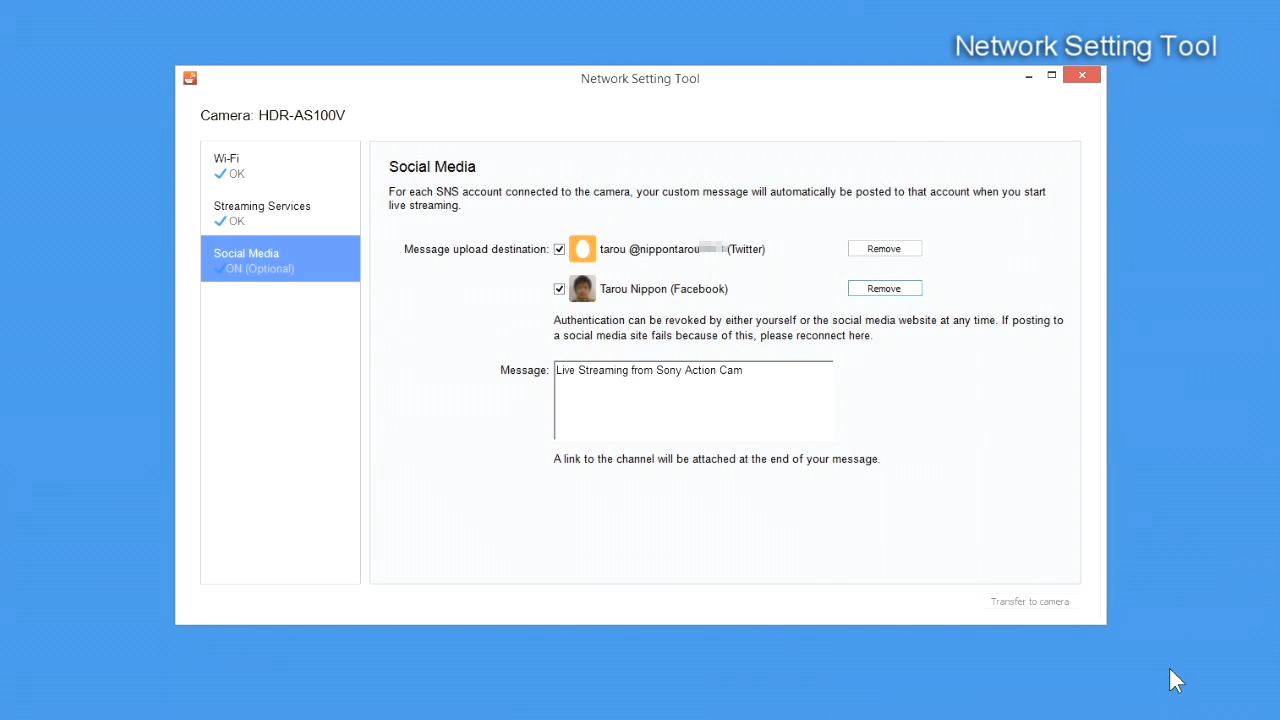 Network Setting Tool
Network Setting Tool
Camera: HDR-AS100V
Wi-Fi
OK
Streaming Services
OK
Social Media
ON (Optional)
Social Media
For each SNS account connected to the camera, your custom message will automatically be posted to that account when you start
live streaming.
Message upload destination: tarou @nippontarou (Twitter) Remove
Tarou Nippon (Facebook) Remove
Authentication can be revoked by either yourself or the social media website at any time. If posting to
a social media site fails because of this, please reconnect here.
Message: Live Streaming from Sony Action Cam
A link to the channel will be attached at the end of your message.
Transfer to camera